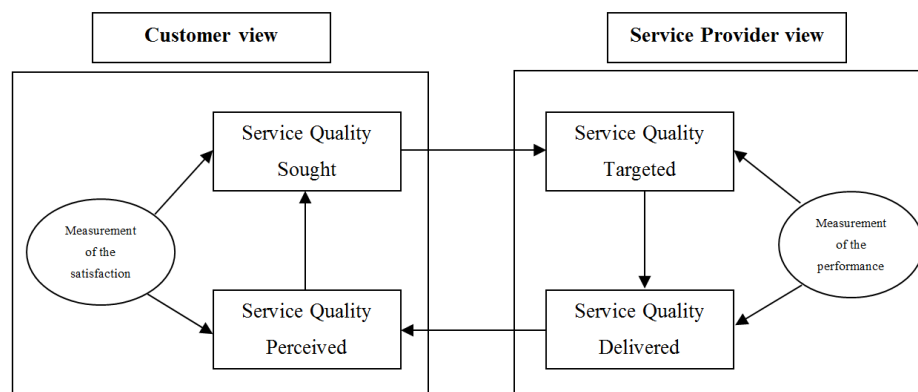 Customer view
Service Provider view
Service Quality
Sought
Service Quality
Targeted
Measurement
of the
satisfaction
Measurement
of the
performance
Service Quality
Perceived
Service Quality
Delivered